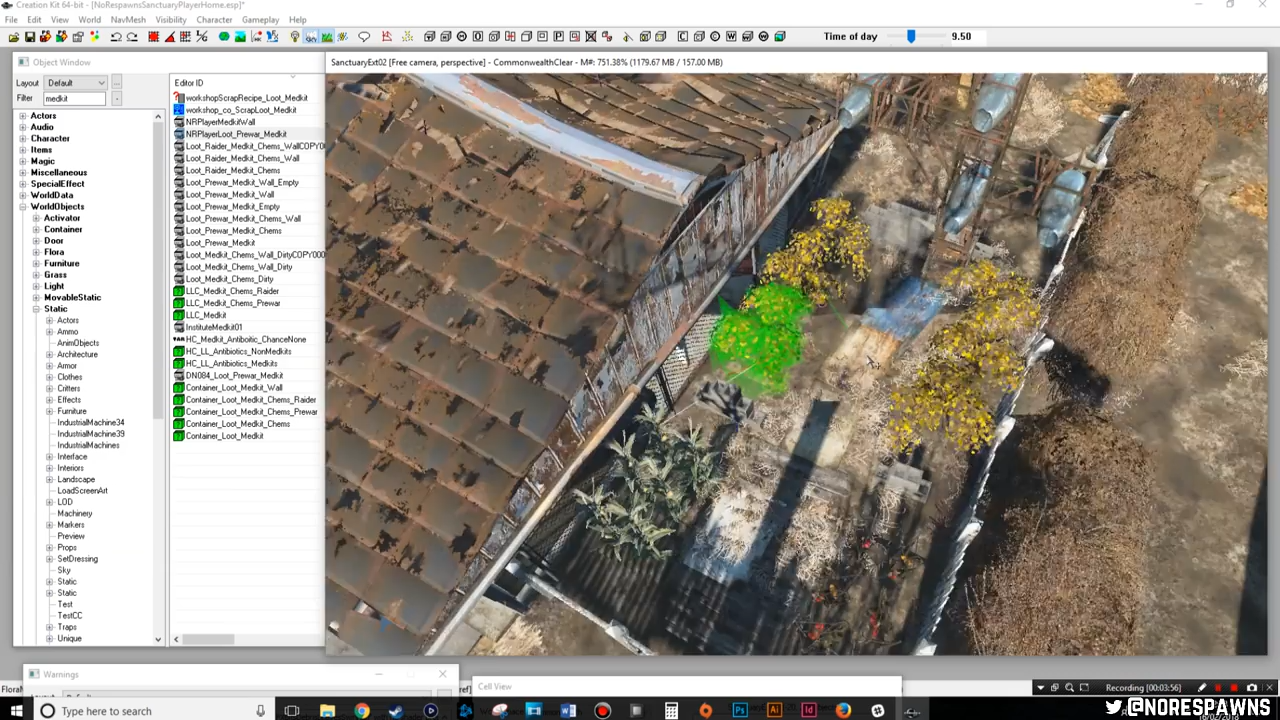 Creation Kit 64-bit - [NoRespawnsSanctuaryPlayerHome.esp]*
File Edit View World NavMesh Visibility Character Gameplay Help
Time of day 9.50
Object Window
Layout Default ...
Filter medkit
Actors
Audio
Character
Items
Magic
Miscellaneous
SpecialEffect
WorldData
WorldObjects
Activator
Container
Door
Flora
Furniture
Grass
Light
MovableStatic
Static
Actors
Ammo
AnimObjects
Architecture
Armor
Clothes
Critters
Effects
Furniture
IndustrialMachine34
IndustrialMachine39
IndustrialMachines
Interface
Interiors
Landscape
LoadScreenArt
LOD
Machinery
Markers
Preview
Props
SetDressing
Sky
Static
Static
Test
TestCC
Traps
Unique
Editor ID
workshopScrapRecipe_Loot_Medkit
workshop_co_ScrapLoot_Medkit
NRPlayerMedkitWall
NRPlayerLoot_Prewar_Medkit
Loot_Raider_Medkit_Chems_WallCOPY0
Loot_Raider_Medkit_Chems_Wall
Loot_Raider_Medkit_Chems
Loot_Prewar_Medkit_Wall_Empty
Loot_Prewar_Medkit_Wall
Loot_Prewar_Medkit_Empty
Loot_Prewar_Medkit_Chems_Wall
Loot_Prewar_Medkit_Chems
Loot_Prewar_Medkit
Loot_Medkit_Chems_Wall_DirtyCOPY000
Loot_Medkit_Chems_Wall_Dirty
Loot_Medkit_Chems_Dirty
LLC_Medkit_Chems_Raider
LLC_Medkit_Chems_Prewar
LLC_Medkit
InstituteMedkit01
HC_Medkit_Antiboitic_ChanceNone
HC_LL_Antibiotics_NonMedkits
HC_LL_Antibiotics_Medkits
DN084_Loot_Prewar_Medkit
Container_Loot_Medkit_Wall
Container_Loot_Medkit_Chems_Raider
Container_Loot_Medkit_Chems_Prewar
Container_Loot_Medkit_Chems
Container_Loot_Medkit
SanctuaryExt02 [Free camera, perspective] - CommonwealthClear - M#: 751.38% (1179.67 MB / 157.00 MB)
Warnings
Cell View
Recording [00:03:56]
Type here to search
@NORESPAWNS